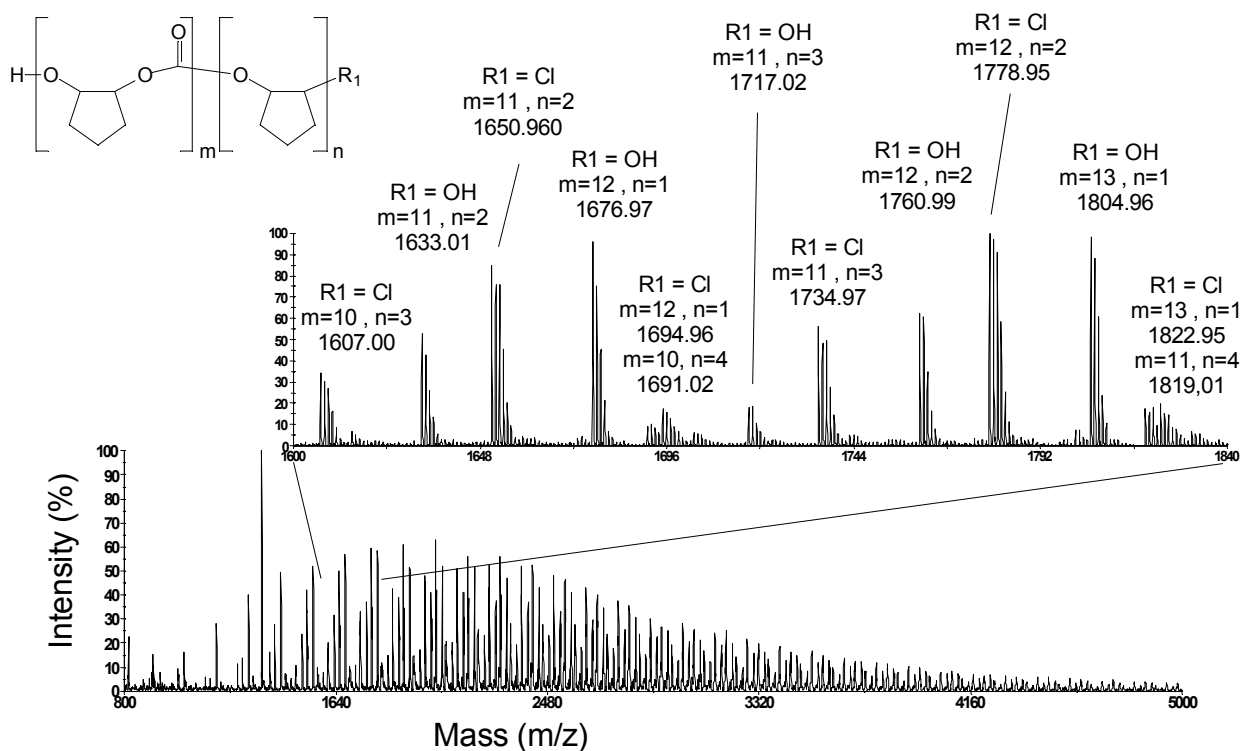 O
H
O
O
O
R1
m
n
R1 = Cl
m=11 , n=2
1650.960
R1 = OH
m=11 , n=3
1717.02
R1 = Cl
m=12 , n=2
1778.95
R1 = OH
m=11 , n=2
1633.01
R1 = OH
m=12 , n=1
1676.97
R1 = OH
m=12 , n=2
1760.99
R1 = OH
m=13 , n=1
1804.96
R1 = Cl
m=10 , n=3
1607.00
R1 = Cl
m=12 , n=1
1694.96
m=10, n=4
1691.02
R1 = Cl
m=11 , n=3
1734.97
R1 = Cl
m=13 , n=1
1822.95
m=11, n=4
1819,01
100
90
80
70
60
50
40
30
20
10
0
1600 1648 1696 1744 1792 1840
Intensity (%)
100
90
80
70
60
50
40
30
20
10
0
800 1640 2480 3320 4160 5000
Mass (m/z)